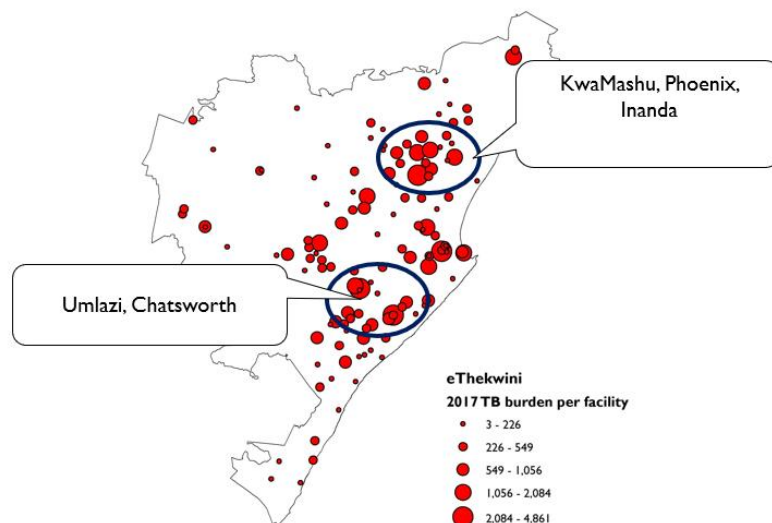 KwaMashu, Phoenix,
Inanda
Umlazi, Chatsworth
eThekwini
2017 TB burden per facility
3 - 226
226 - 549
549 - 1,056
1,056 - 2,084
2,084 - 4,861